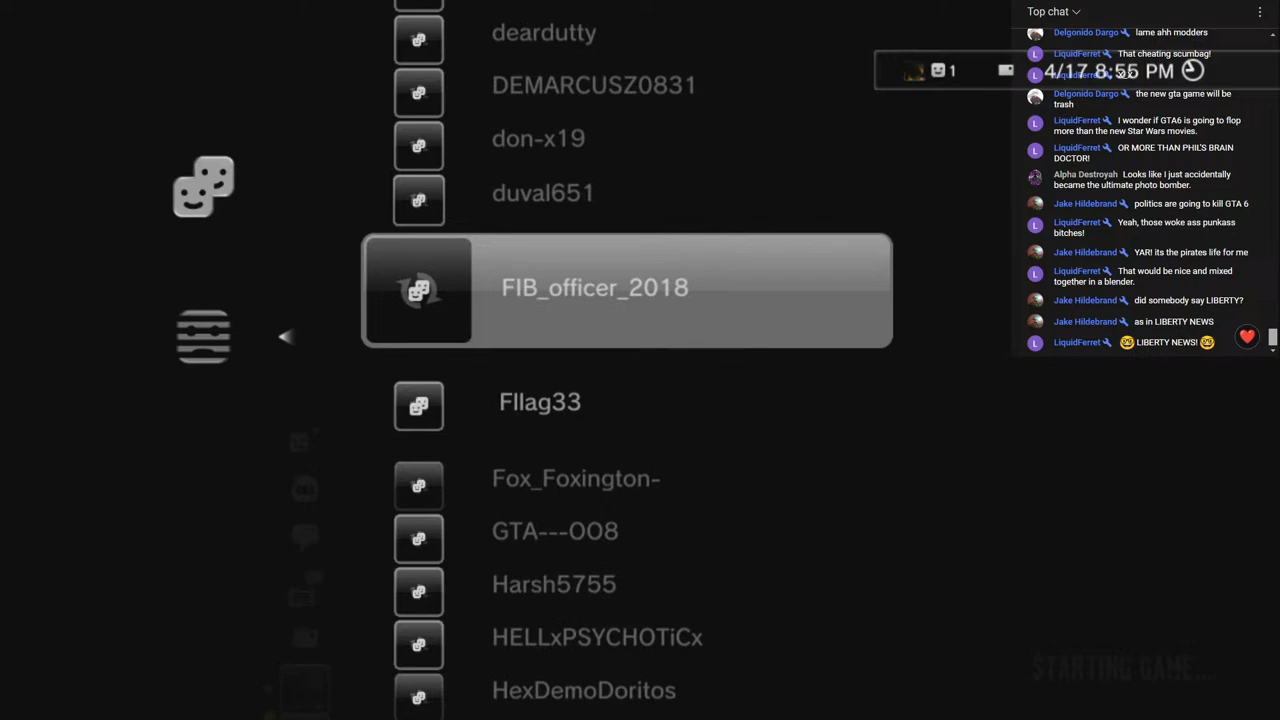 deardutty
DEMARCUSZ0831
don-x19
duval651
FIB_officer_2018
Fllag33
Fox_Foxington-
GTA---OO8
Harsh5755
HELLxPSYCHOTiCx
HexDemoDoritos
1
4/17 8:55 PM
Top chat
Delgonido Dargo lame ahh modders
LiquidFerret That cheating scumbag!
LiquidFerret
Delgonido Dargo the new gta game will be
trash
LiquidFerret I wonder if GTA6 is going to flop
more than the new Star Wars movies.
LiquidFerret OR MORE THAN PHIL'S BRAIN
DOCTOR!
Alpha Destroyah Looks like I just accidentally
became the ultimate photo bomber.
Jake Hildebrand politics are going to kill GTA 6
LiquidFerret Yeah, those woke ass punkass
bitches!
Jake Hildebrand YAR! its the pirates life for me
LiquidFerret That would be nice and mixed
together in a blender.
Jake Hildebrand did somebody say LIBERTY?
Jake Hildebrand as in LIBERTY NEWS
LiquidFerret 🤓 LIBERTY NEWS! 🤓
STARTING GAME...